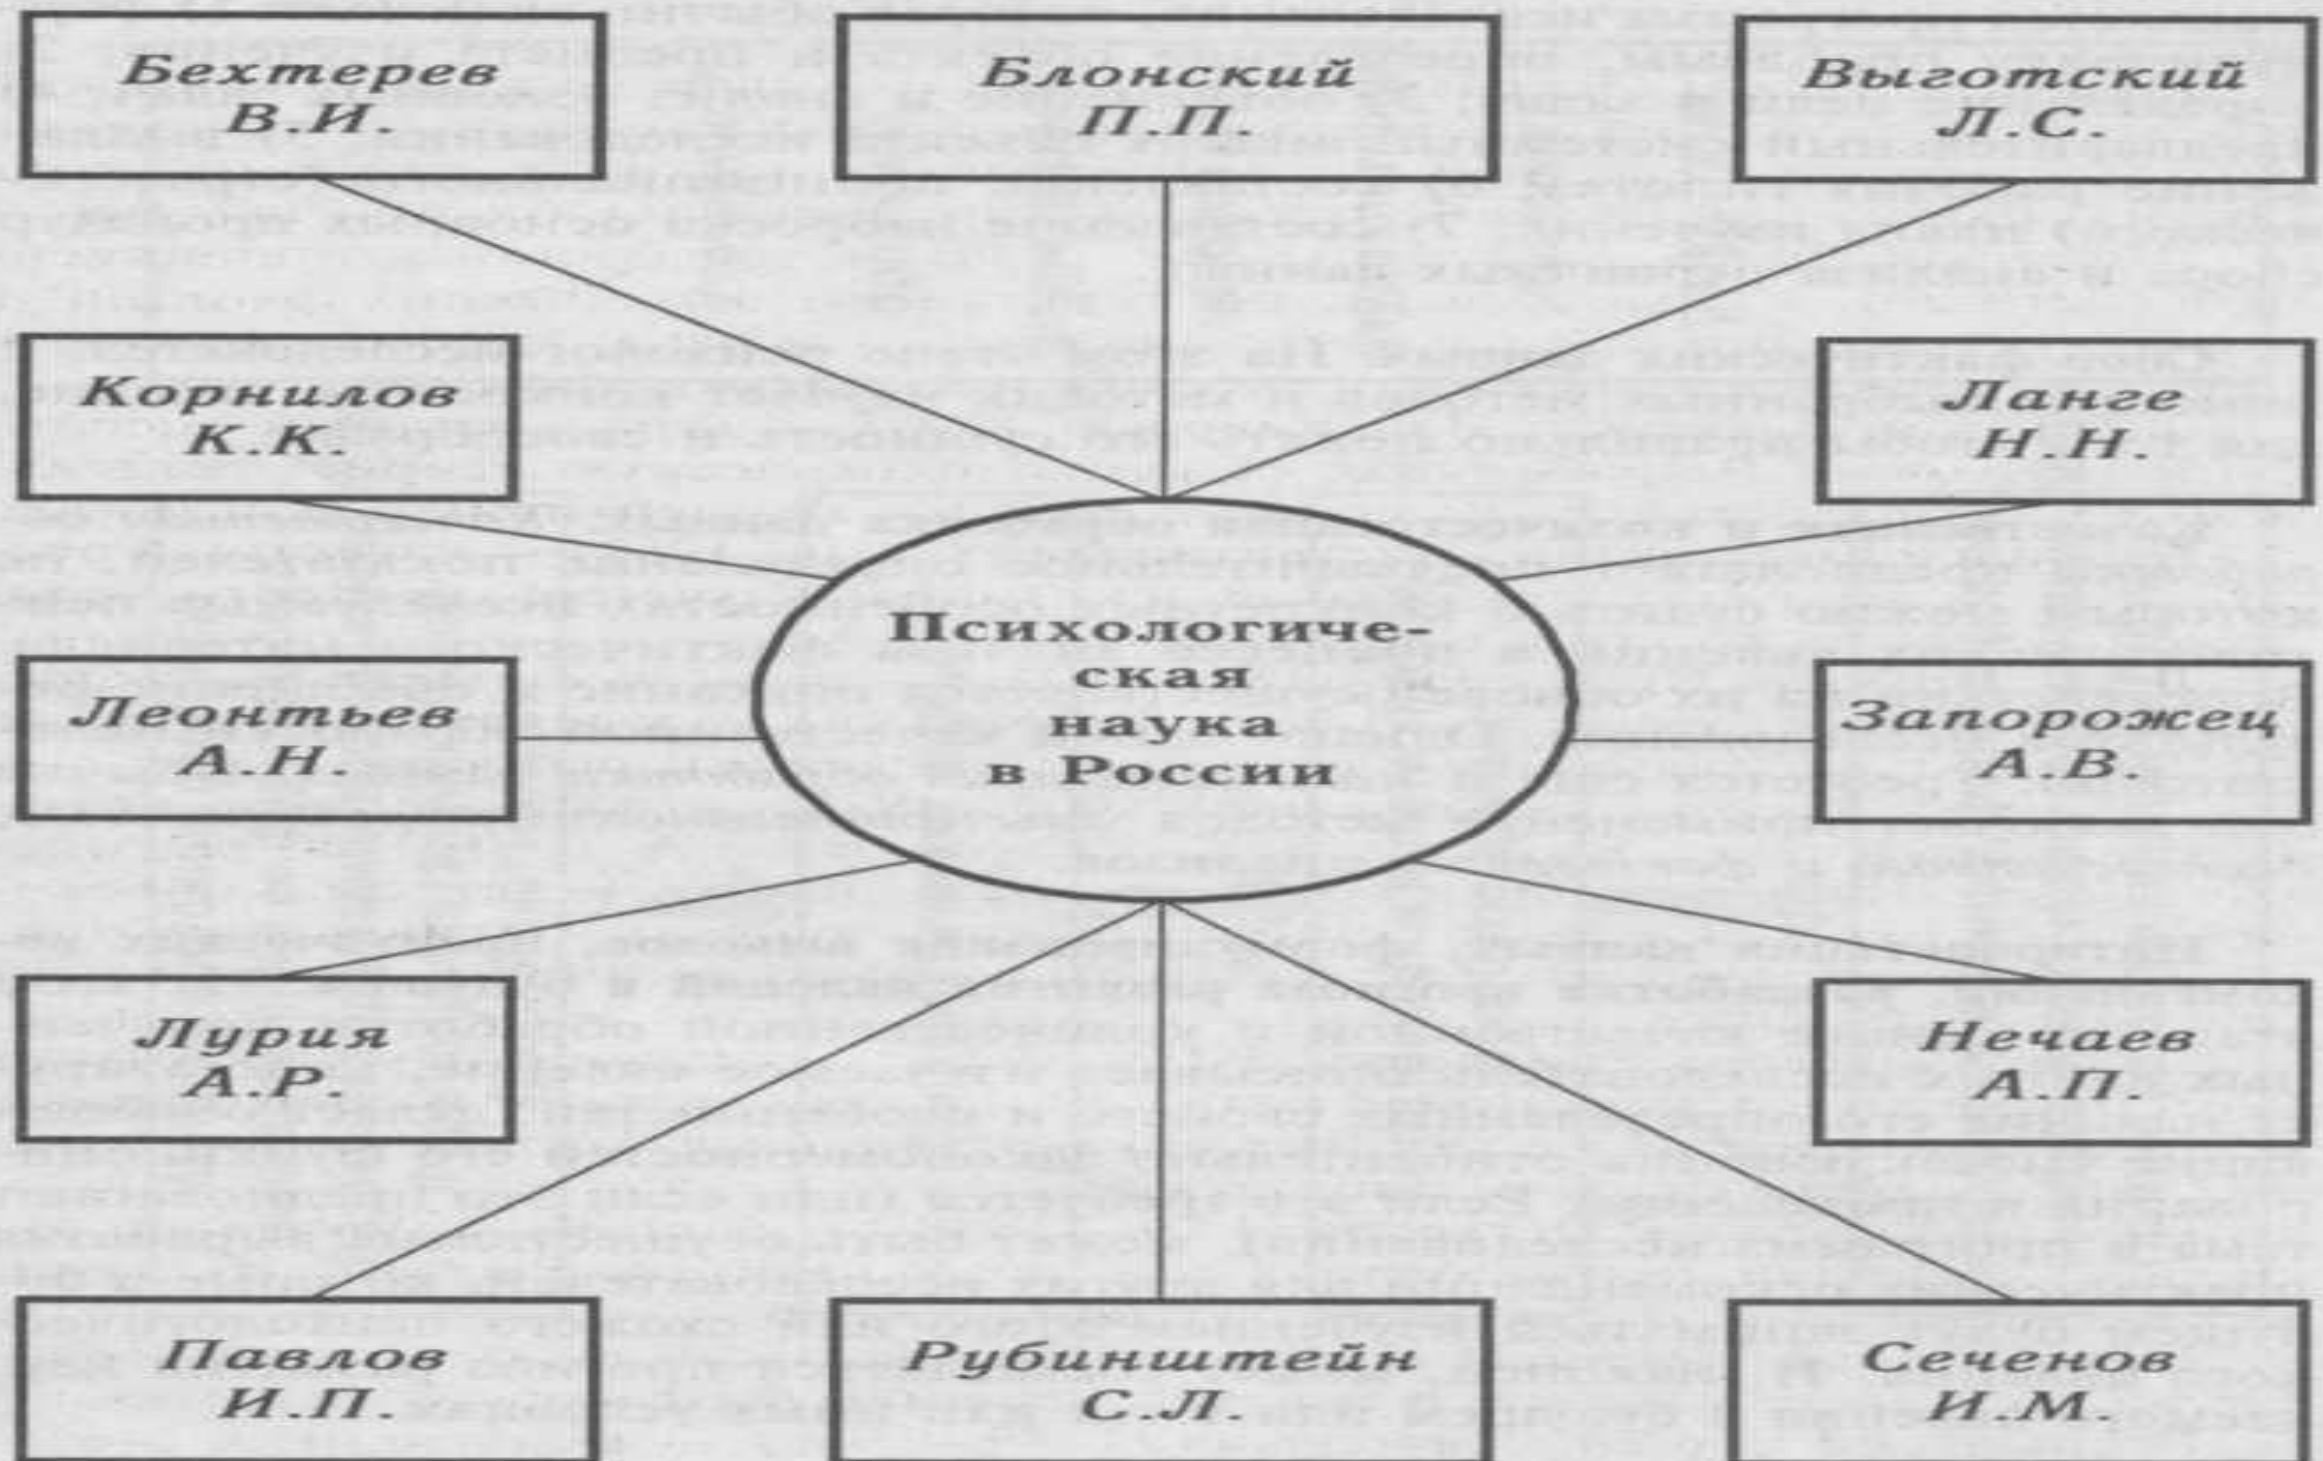 Бехтерев
В.И.
Блонский
П.П.
Выготский
Л.С.
Корнилов
К.К.
Ланге
Н.Н.
Психологиче-
ская
наука
в России
Леонтьев
А.Н.
Запорожец
А.В.
Лурия
А.Р.
Нечаев
А.П.
Павлов
И.П.
Рубинштейн
С.Л.
Сеченов
И.М.